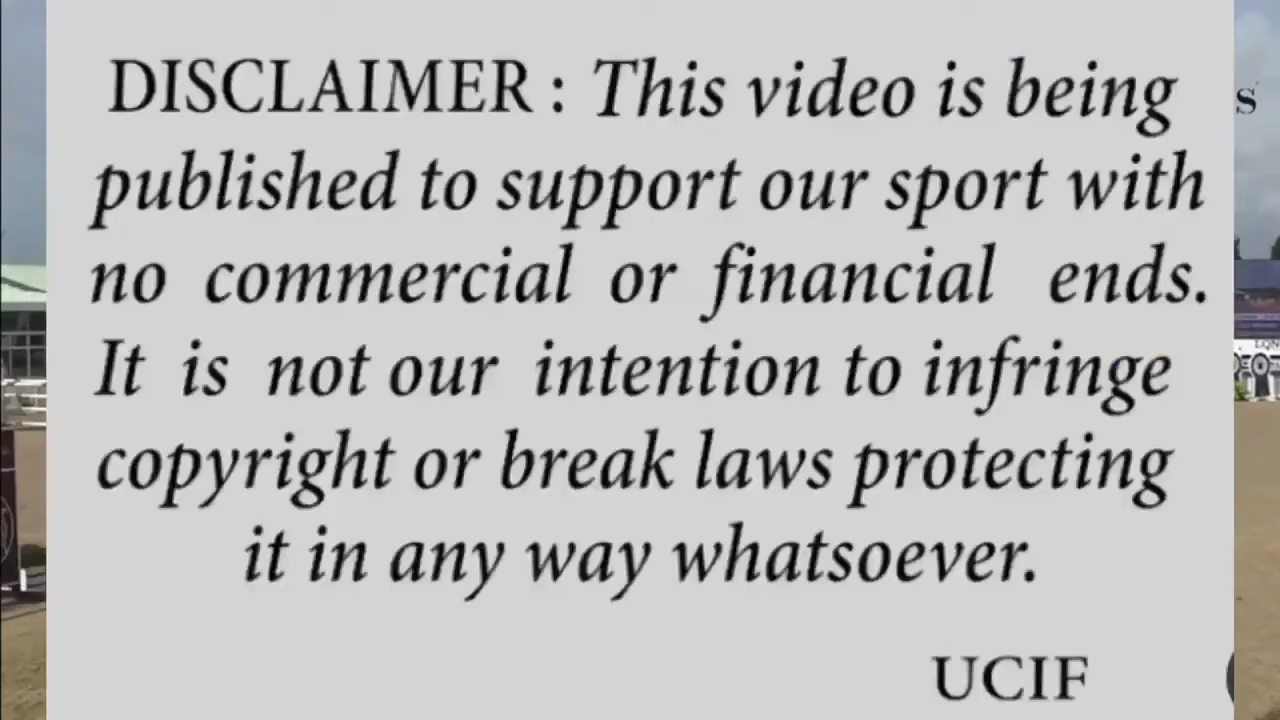 DISCLAIMER : This video is being
published to support our sport with
no commercial or financial ends.
It is not our intention to infringe
copyright or break laws protecting
it in any way whatsoever.
UCIF